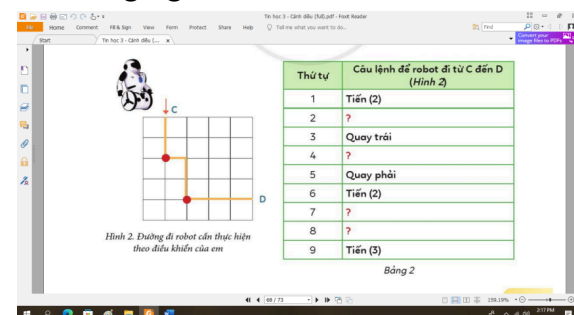 Tin học 3 - Cánh diều (full).pdf - Foxit Reader
File Home Comment Fill & Sign View Form Protect Share Help Tell me what you want to do... Find
Start Tin học 3 - Cánh diều (... x
Convert your image files to PDFs
C
D
Hình 2. Đường đi robot cần thực hiện
theo điều khiển của em
Thứ tự Câu lệnh để robot đi từ C đến D
(Hình 2)
1 Tiến (2)
2 ?
3 Quay trái
4 ?
5 Quay phải
6 Tiến (2)
7 ?
8 ?
9 Tiến (3)
Bảng 2
68 / 73 159.19%
2:17 PM